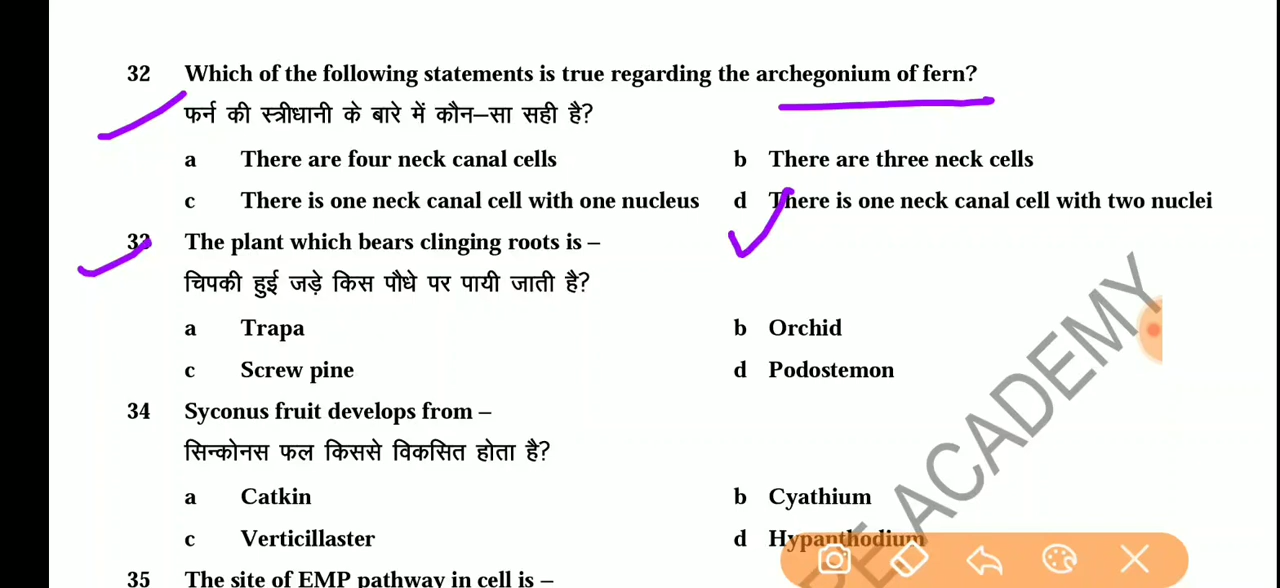 32 Which of the following statements is true regarding the archegonium of fern?
फर्न की स्त्रीधानी के बारे में कौन–सा सही है?
a There are four neck canal cells b There are three neck cells
c There is one neck canal cell with one nucleus d There is one neck canal cell with two nuclei
33 The plant which bears clinging roots is –
चिपकी हुई जड़े किस पौधे पर पायी जाती है?
a Trapa b Orchid
c Screw pine d Podostemon
34 Syconus fruit develops from –
सिन्कोनस फल किससे विकसित होता है?
a Catkin b Cyathium
c Verticillaster d Hypanthodium
35 The site of EMP pathway in cell is –
ACADEMY